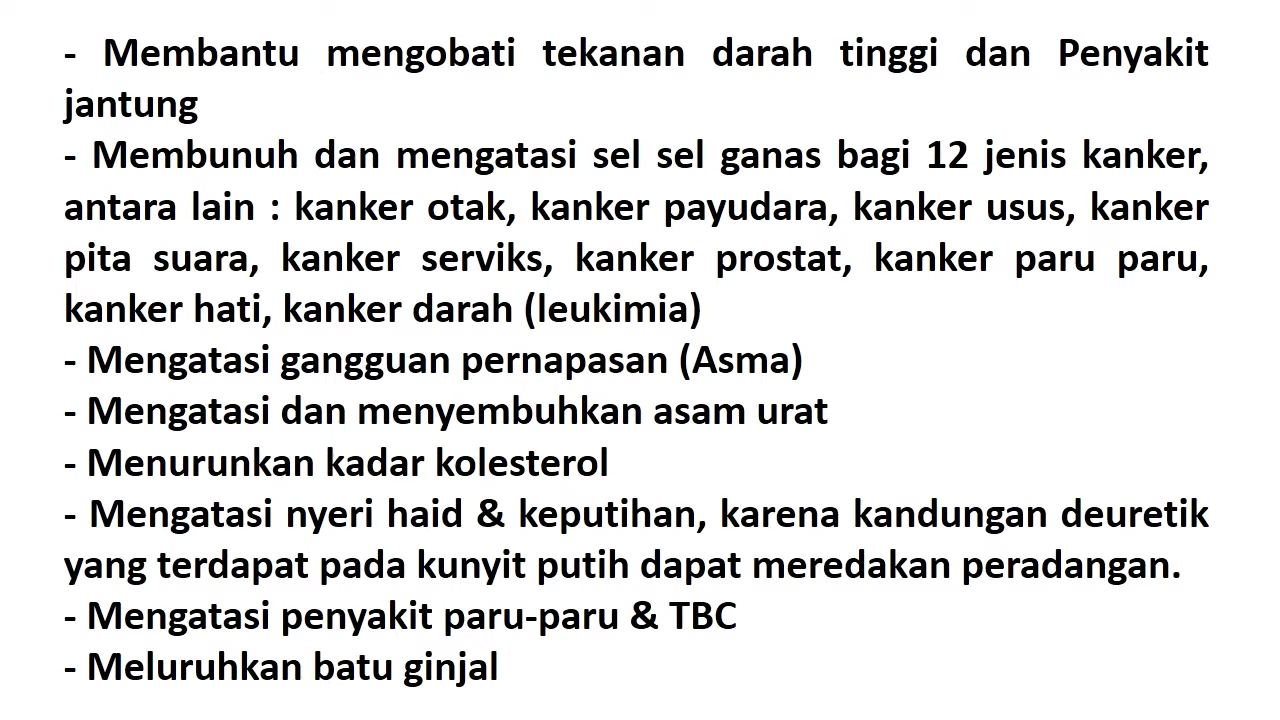 - Membantu mengobati tekanan darah tinggi dan Penyakit
jantung
- Membunuh dan mengatasi sel sel ganas bagi 12 jenis kanker,
antara lain : kanker otak, kanker payudara, kanker usus, kanker
pita suara, kanker serviks, kanker prostat, kanker paru paru,
kanker hati, kanker darah (leukimia)
- Mengatasi gangguan pernapasan (Asma)
- Mengatasi dan menyembuhkan asam urat
- Menurunkan kadar kolesterol
- Mengatasi nyeri haid & keputihan, karena kandungan deuretik
yang terdapat pada kunyit putih dapat meredakan peradangan.
- Mengatasi penyakit paru-paru & TBC
- Meluruhkan batu ginjal